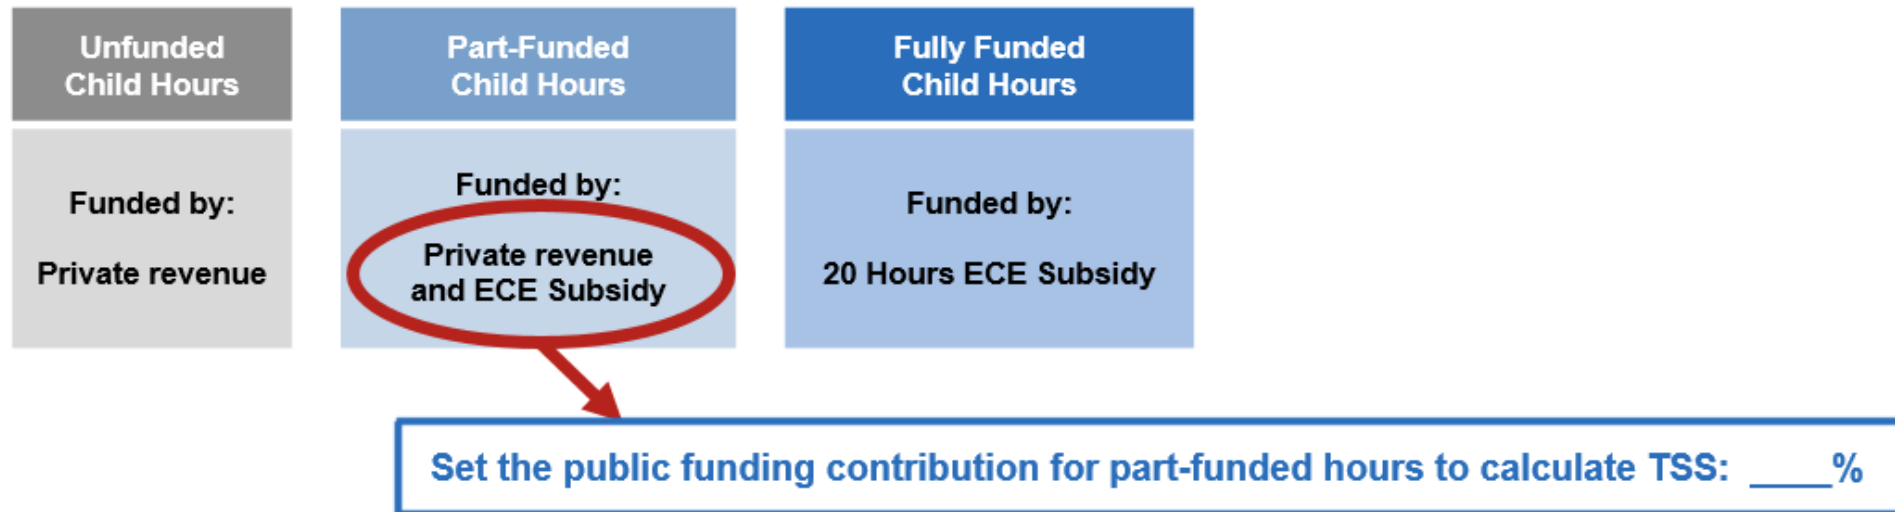 Unfunded
Child Hours
Part-Funded
Child Hours
Fully Funded
Child Hours
Funded by:
Private revenue
Funded by:
Private revenue
and ECE Subsidy
Funded by:
20 Hours ECE Subsidy
Set the public funding contribution for part-funded hours to calculate TSS: ____%